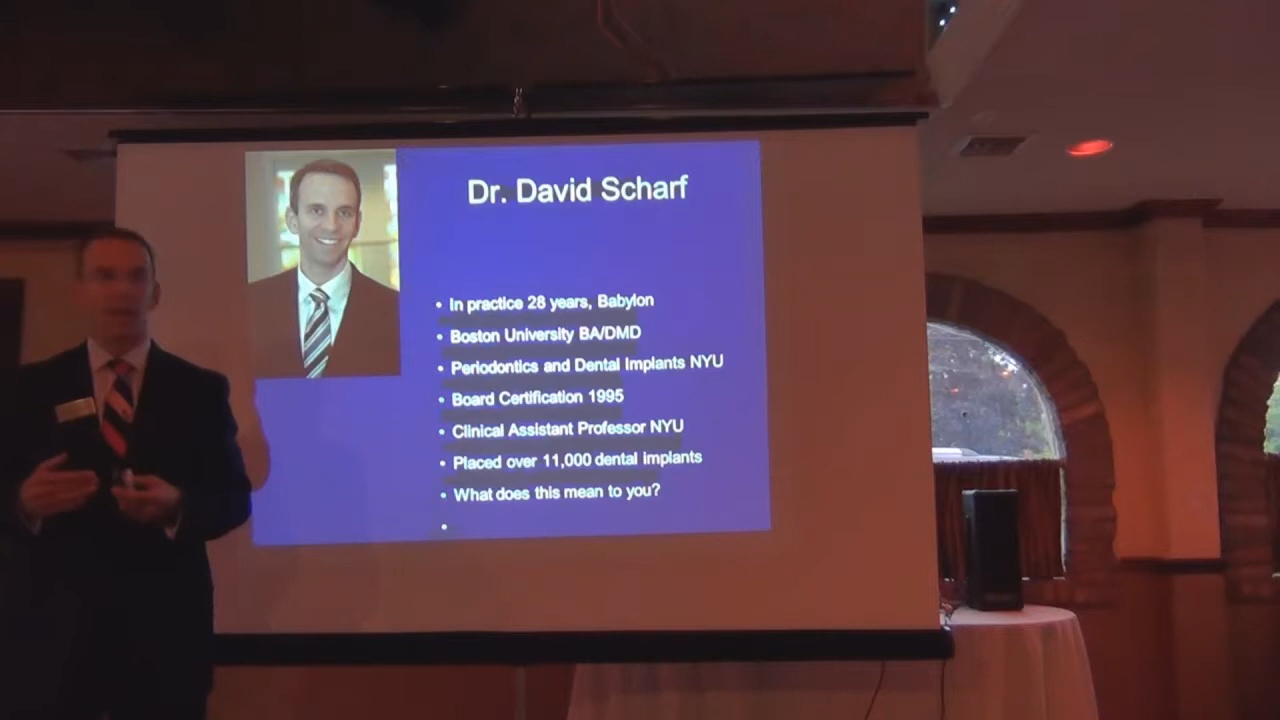 Dr. David Scharf
• In practice 28 years, Babylon
• Boston University BA/DMD
• Periodontics and Dental Implants NYU
• Board Certification 1995
• Clinical Assistant Professor NYU
• Placed over 11,000 dental implants
• What does this mean to you?
•